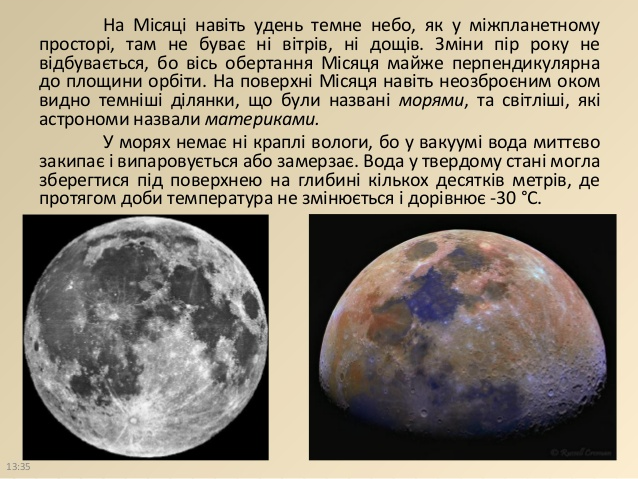 На Місяці навіть удень темне небо, як у міжпланетному
просторі, там не буває ні вітрів, ні дощів. Зміни пір року не
відбувається, бо вісь обертання Місяця майже перпендикулярна
до площини орбіти. На поверхні Місяця навіть неозброєним оком
видно темніші ділянки, що були названі морями, та світліші, які
астрономи назвали материками.
У морях немає ні краплі вологи, бо у вакуумі вода миттєво
закипає і випаровується або замерзає. Вода у твердому стані могла
зберегтися під поверхнею на глибині кількох десятків метрів, де
протягом доби температура не змінюється і дорівнює -30 °С.
13:35